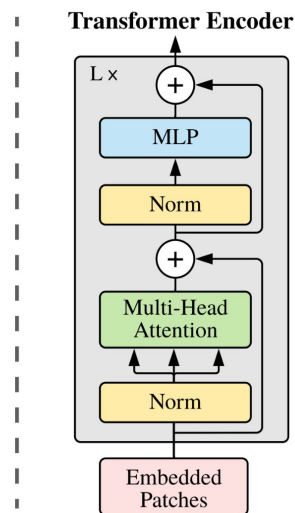 Transformer Encoder
L ×
+
MLP
Norm
+
Multi-Head
Attention
Norm
Embedded
Patches